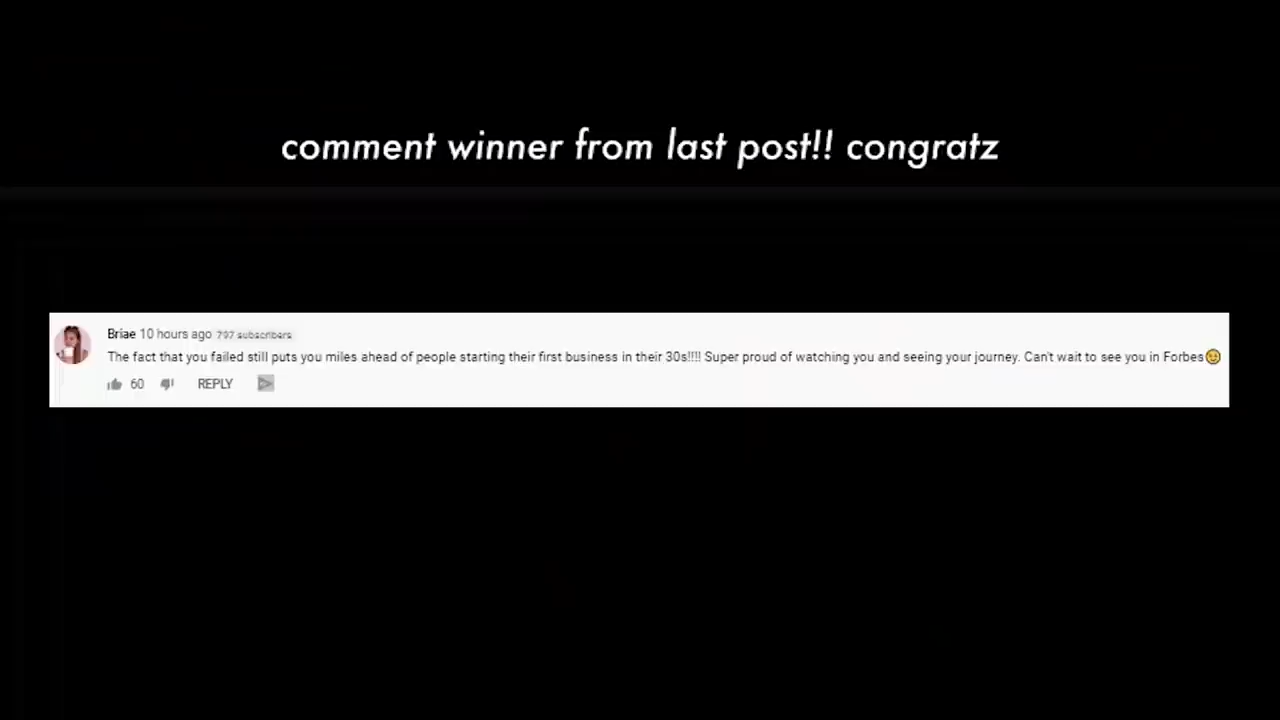 comment winner from last post!! congratz
Briae 10 hours ago 797 subscribers
The fact that you failed still puts you miles ahead of people starting their first business in their 30s!!!! Super proud of watching you and seeing your journey. Can't wait to see you in Forbes😉
60 REPLY